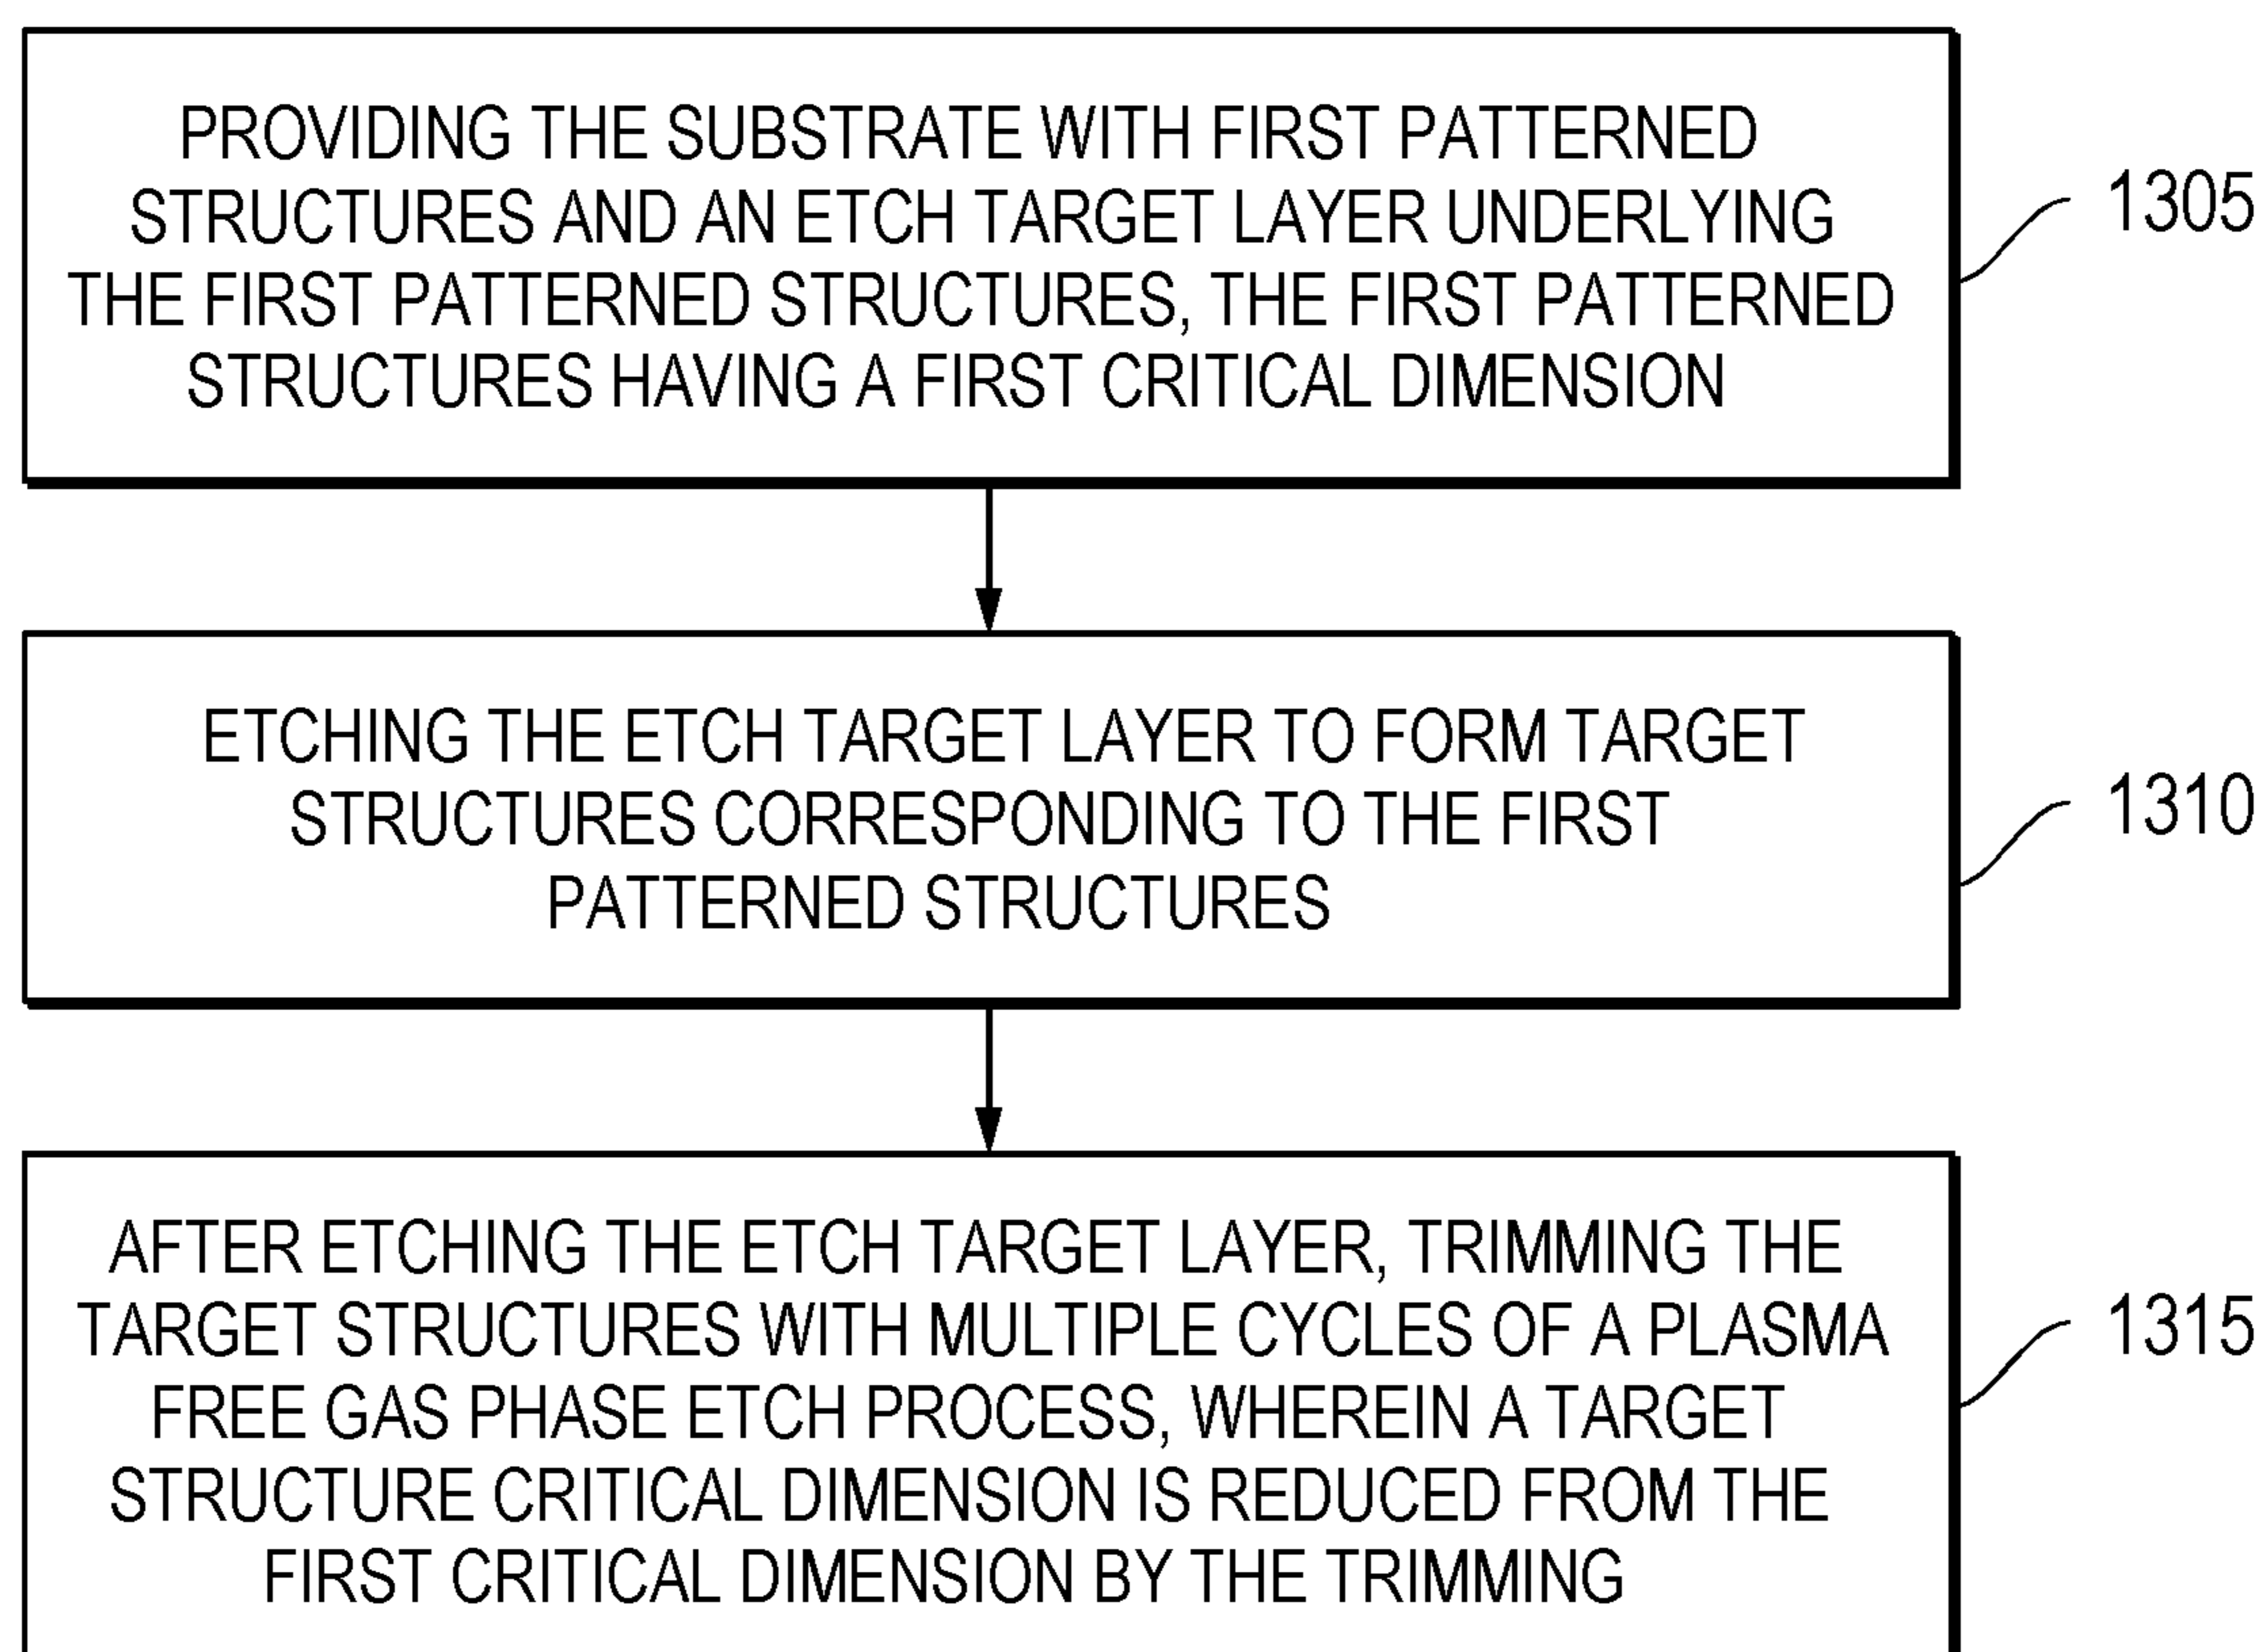 PROVIDING THE SUBSTRATE WITH FIRST PATTERNED
STRUCTURES AND AN ETCH TARGET LAYER UNDERLYING
THE FIRST PATTERNED STRUCTURES, THE FIRST PATTERNED
STRUCTURES HAVING A FIRST CRITICAL DIMENSION
1305
ETCHING THE ETCH TARGET LAYER TO FORM TARGET
STRUCTURES CORRESPONDING TO THE FIRST
PATTERNED STRUCTURES
1310
AFTER ETCHING THE ETCH TARGET LAYER, TRIMMING THE
TARGET STRUCTURES WITH MULTIPLE CYCLES OF A PLASMA
FREE GAS PHASE ETCH PROCESS, WHEREIN A TARGET
STRUCTURE CRITICAL DIMENSION IS REDUCED FROM THE
FIRST CRITICAL DIMENSION BY THE TRIMMING
1315